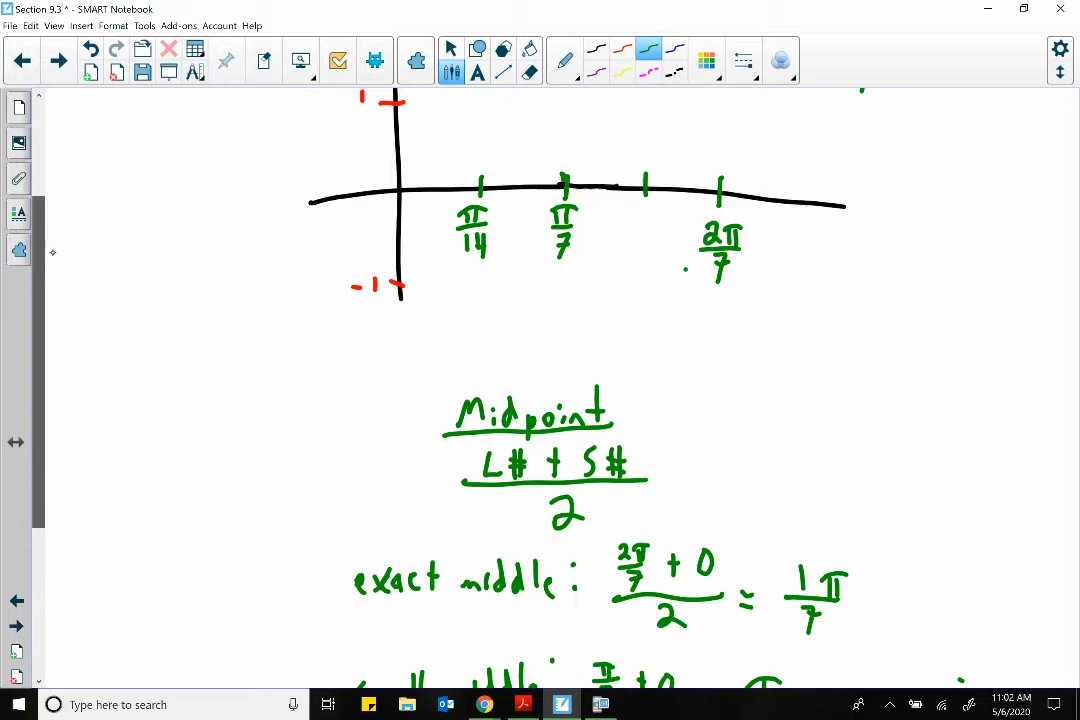 Section 9.3 * - SMART Notebook
File Edit View Insert Format Tools Add-ons Account Help
1
π/14 π/7 2π/7
-1
Midpoint
L# + S#
2
exact middle: (2π/7 + 0)/2 = 1π/7
middle: π + 0 π
Type here to search
11:02 AM
5/6/2020